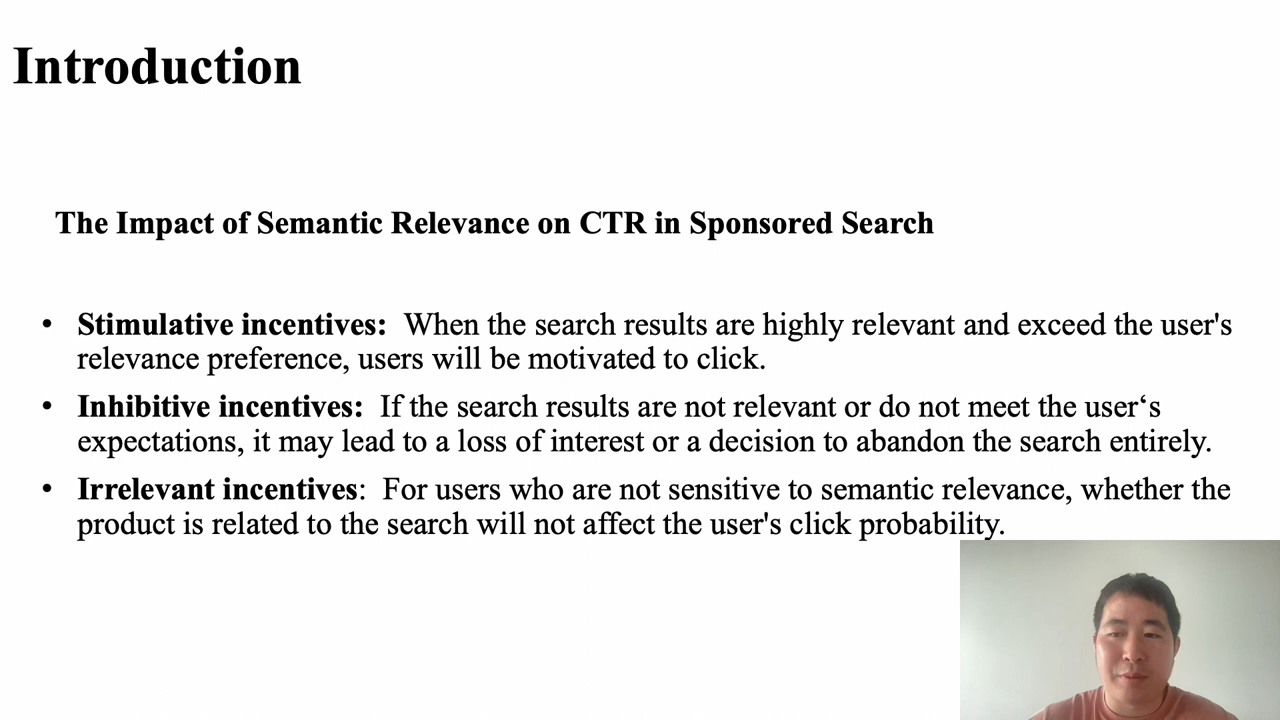 Introduction
The Impact of Semantic Relevance on CTR in Sponsored Search
• Stimulative incentives: When the search results are highly relevant and exceed the user's
relevance preference, users will be motivated to click.
• Inhibitive incentives: If the search results are not relevant or do not meet the user‘s
expectations, it may lead to a loss of interest or a decision to abandon the search entirely.
• Irrelevant incentives: For users who are not sensitive to semantic relevance, whether the
product is related to the search will not affect the user's click probability.